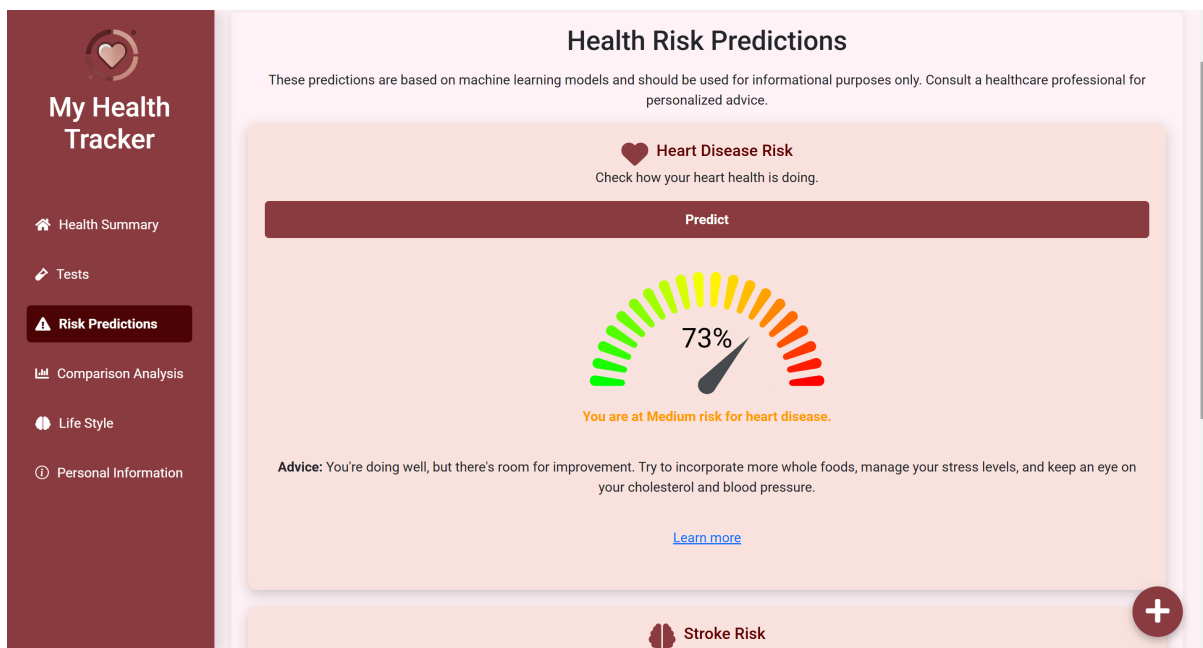 My Health
Tracker
Health Summary
Tests
Risk Predictions
Comparison Analysis
Life Style
Personal Information
Health Risk Predictions
These predictions are based on machine learning models and should be used for informational purposes only. Consult a healthcare professional for
personalized advice.
Heart Disease Risk
Check how your heart health is doing.
Predict
73%
You are at Medium risk for heart disease.
Advice: You're doing well, but there's room for improvement. Try to incorporate more whole foods, manage your stress levels, and keep an eye on
your cholesterol and blood pressure.
Learn more
Stroke Risk